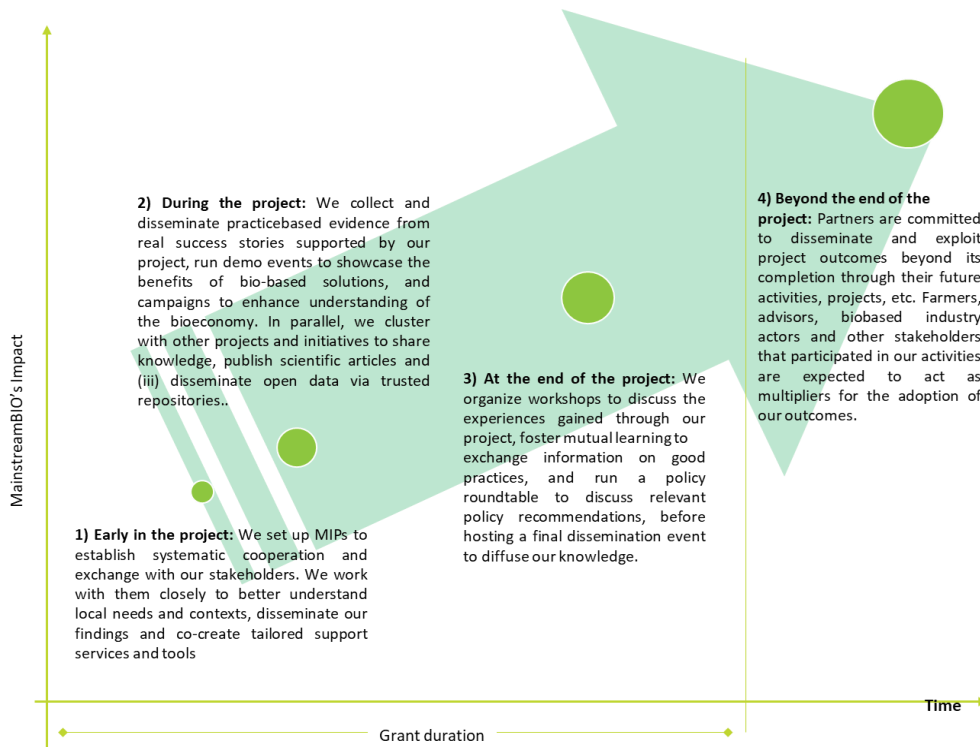 2) During the project: We collect and
disseminate practicebased evidence from
real success stories supported by our
project, run demo events to showcase the
benefits of bio-based solutions, and
campaigns to enhance understanding of
the bioeconomy. In parallel, we cluster
with other projects and initiatives to share
knowledge, publish scientific articles and
(iii) disseminate open data via trusted
repositories..
4) Beyond the end of the
project: Partners are committed
to disseminate and exploit
project outcomes beyond its
completion through their future
activities, projects, etc. Farmers,
advisors, biobased industry
actors and other stakeholders
that participated in our activities
are expected to act as
multipliers for the adoption of
our outcomes.
3) At the end of the project: We
organize workshops to discuss the
experiences gained through our
project, foster mutual learning to
exchange information on good
practices, and run a policy
roundtable to discuss relevant
policy recommendations, before
hosting a final dissemination event
to diffuse our knowledge.
1) Early in the project: We set up MIPs to
establish systematic cooperation and
exchange with our stakeholders. We work
with them closely to better understand
local needs and contexts, disseminate our
findings and co-create tailored support
services and tools
MainstreamBIO's Impact
Time
Grant duration